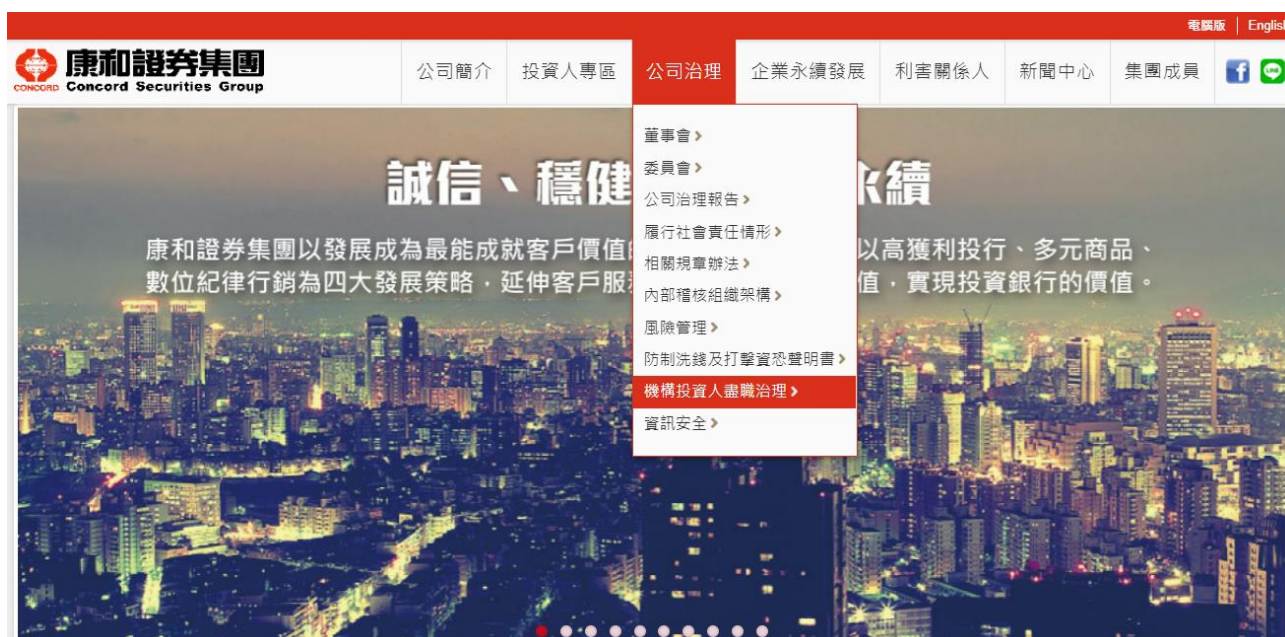 電腦版 English
康和證券集團
CONCORD Concord Securities Group
公司簡介 投資人專區 公司治理 企業永續發展 利害關係人 新聞中心 集團成員
LINE
董事會
委員會
公司治理報告
履行社會責任情形
相關規章辦法
內部稽核組織架構
風險管理
防制洗錢及打擊資恐聲明書
機構投資人盡職治理
資訊安全
誠信、穩健 永續
康和證券集團以發展成為最能成就客戶價值 以高獲利投行、多元商品、
數位紀律行銷為四大發展策略，延伸客戶服 值，實現投資銀行的價值。